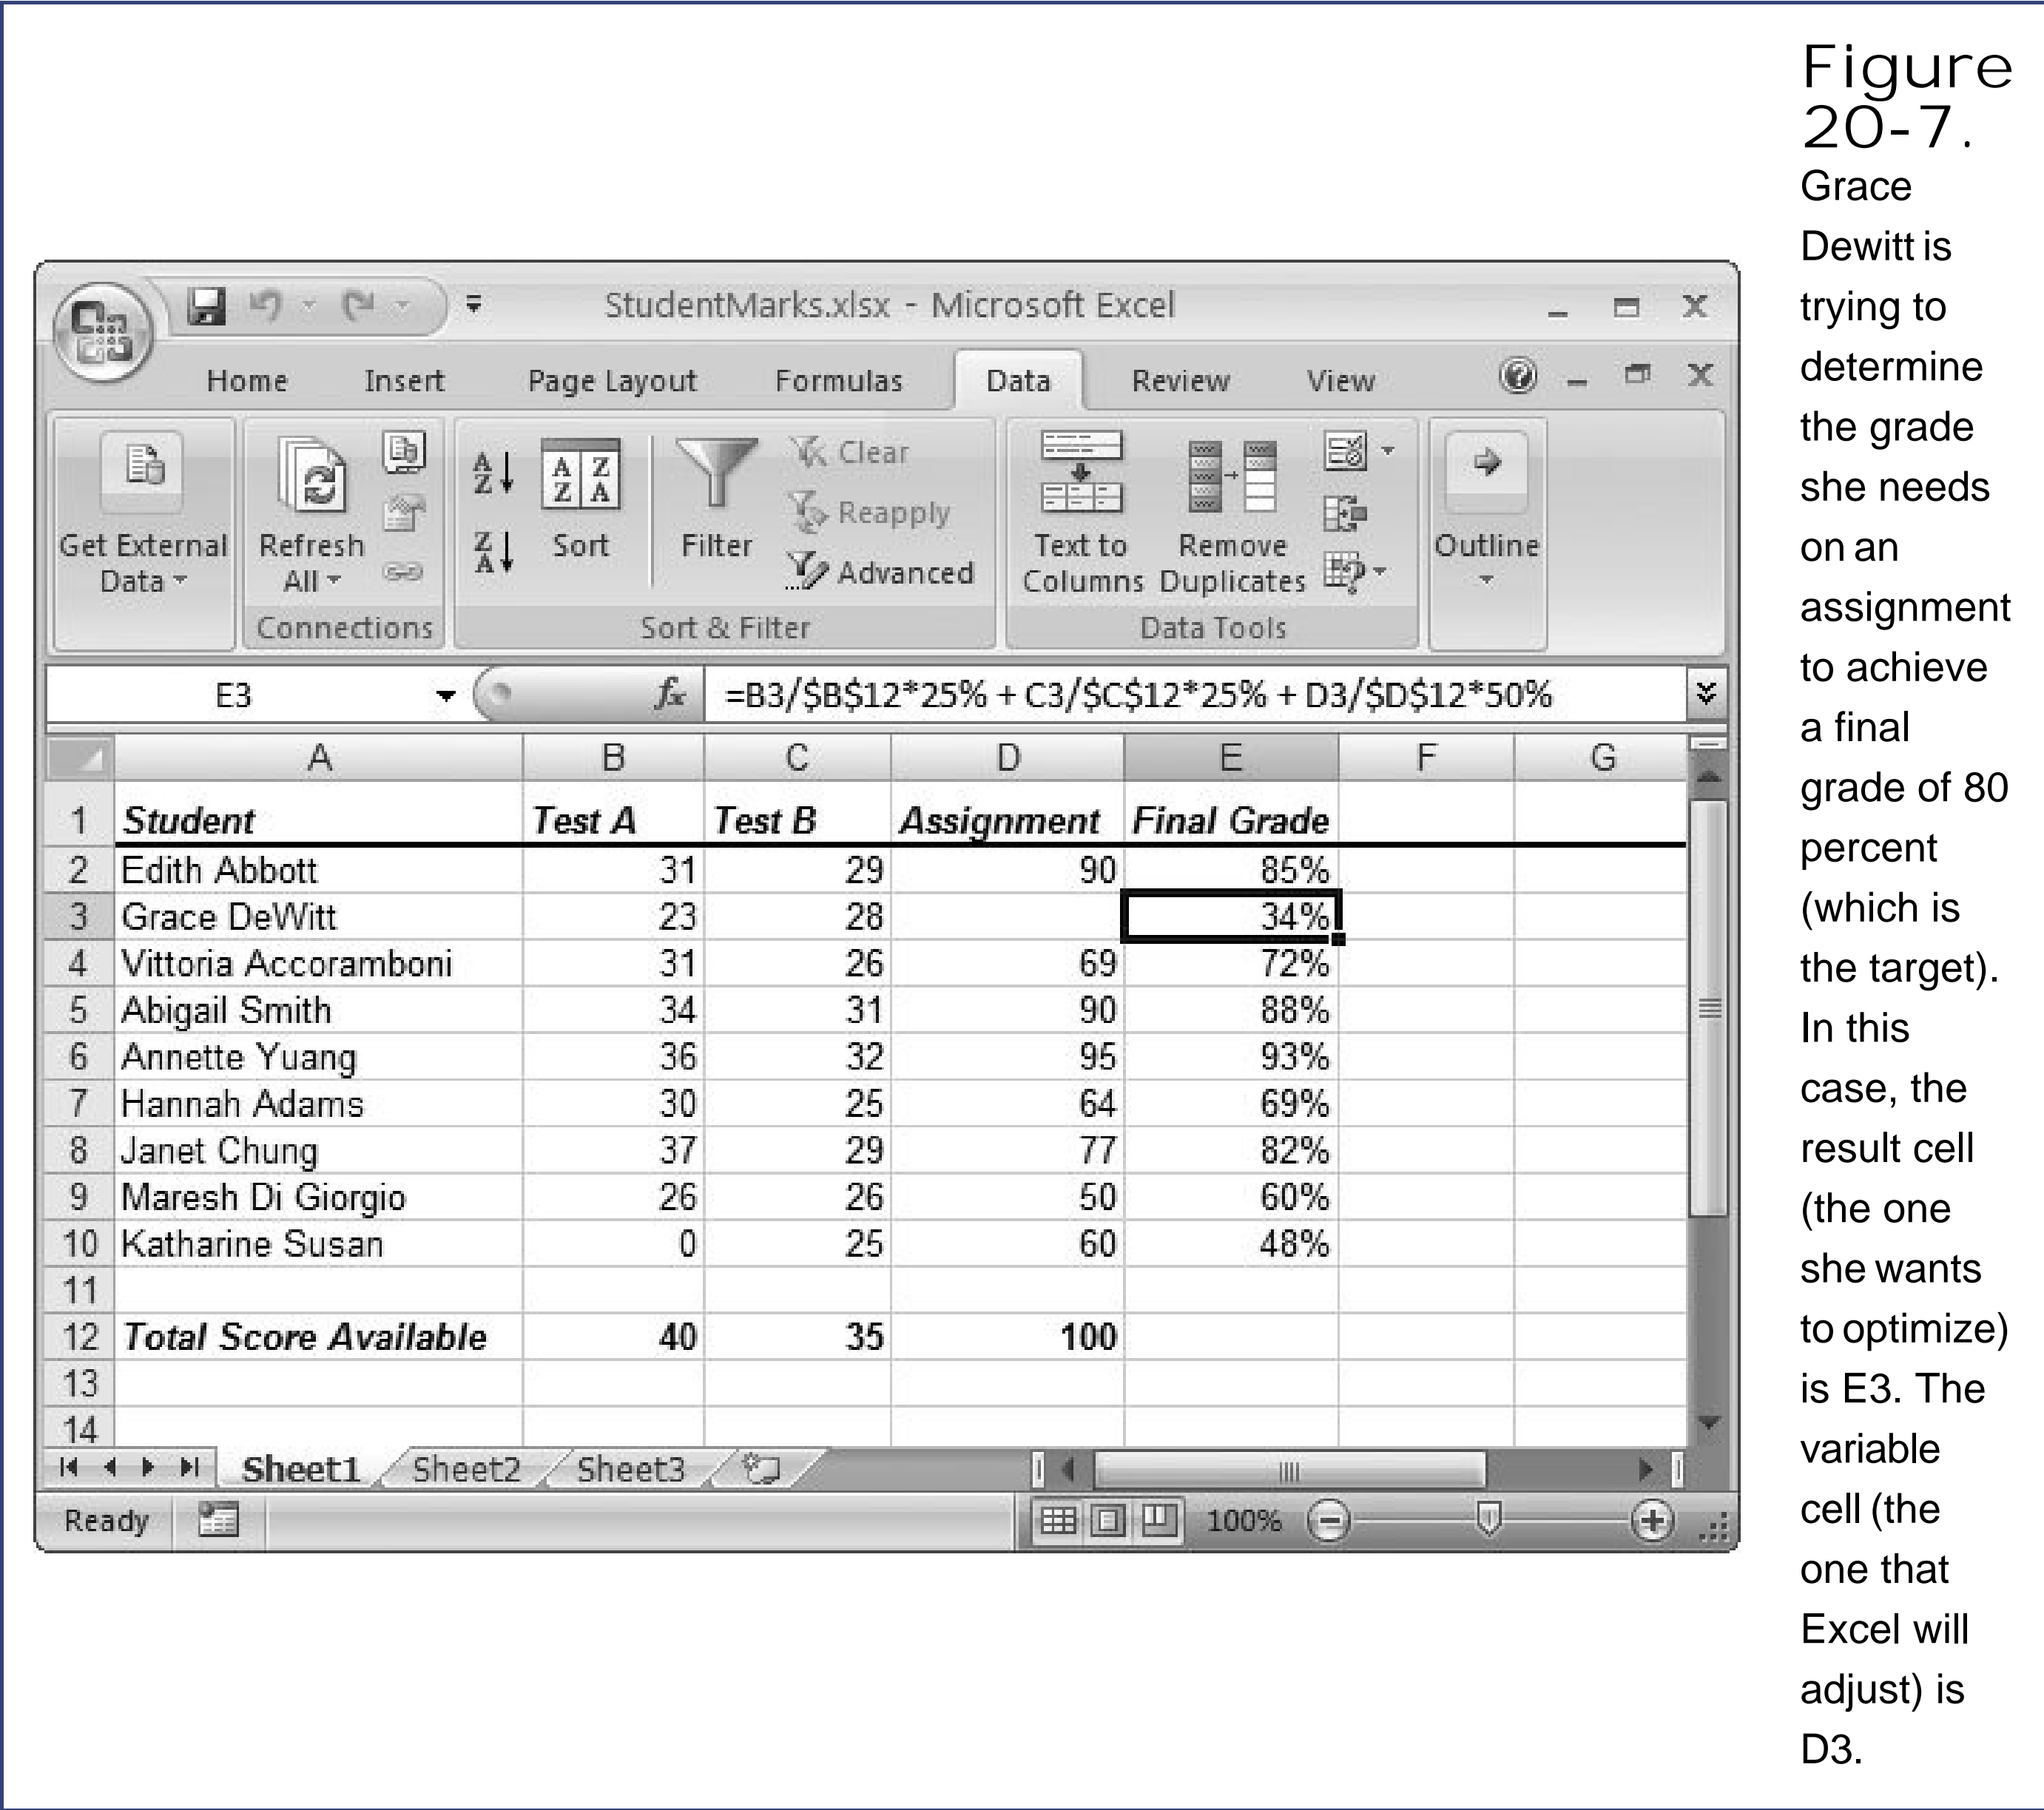 Figure
20-7.
Grace
Dewitt is
trying to
determine
the grade
she needs
on an
assignment
to achieve
a final
grade of 80
percent
(which is
the target).
In this
case, the
result cell
(the one
she wants
to optimize)
is E3. The
variable
cell (the
one that
Excel will
adjust) is
D3.
StudentMarks.xlsx - Microsoft Excel
Home Insert Page Layout Formulas Data Review View
Get External Data
Refresh All
Connections
A Z
Z A
A Z Z A
Sort
Filter
Clear
Reapply
Advanced
Sort & Filter
Text to Columns
Remove Duplicates
Data Tools
Outline
E3 fx =B3/$B$12*25% + C3/$C$12*25% + D3/$D$12*50%
A B C D E F G
1 Student Test A Test B Assignment Final Grade
2 Edith Abbott 31 29 90 85%
3 Grace DeWitt 23 28 34%
4 Vittoria Accoramboni 31 26 69 72%
5 Abigail Smith 34 31 90 88%
6 Annette Yuang 36 32 95 93%
7 Hannah Adams 30 25 64 69%
8 Janet Chung 37 29 77 82%
9 Maresh Di Giorgio 26 26 50 60%
10 Katharine Susan 0 25 60 48%
11
12 Total Score Available 40 35 100
13
14
Sheet1 Sheet2 Sheet3
Ready 100%